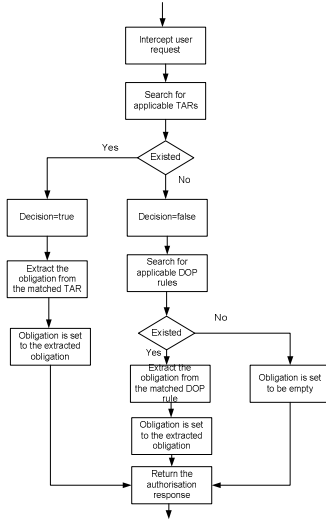 Intercept user
request
Search for
applicable TARs
Existed
Yes
No
Decision=true
Decision=false
Extract the
obligation from
the matched TAR
Search for
applicable DOP
rules
Obligation is set
to the extracted
obligation
Existed
No
Yes
Extract the
obligation from
the matched DOP
rule
Obligation is set
to be empty
Obligation is set
to the extracted
obligation
Return the
authorisation
response